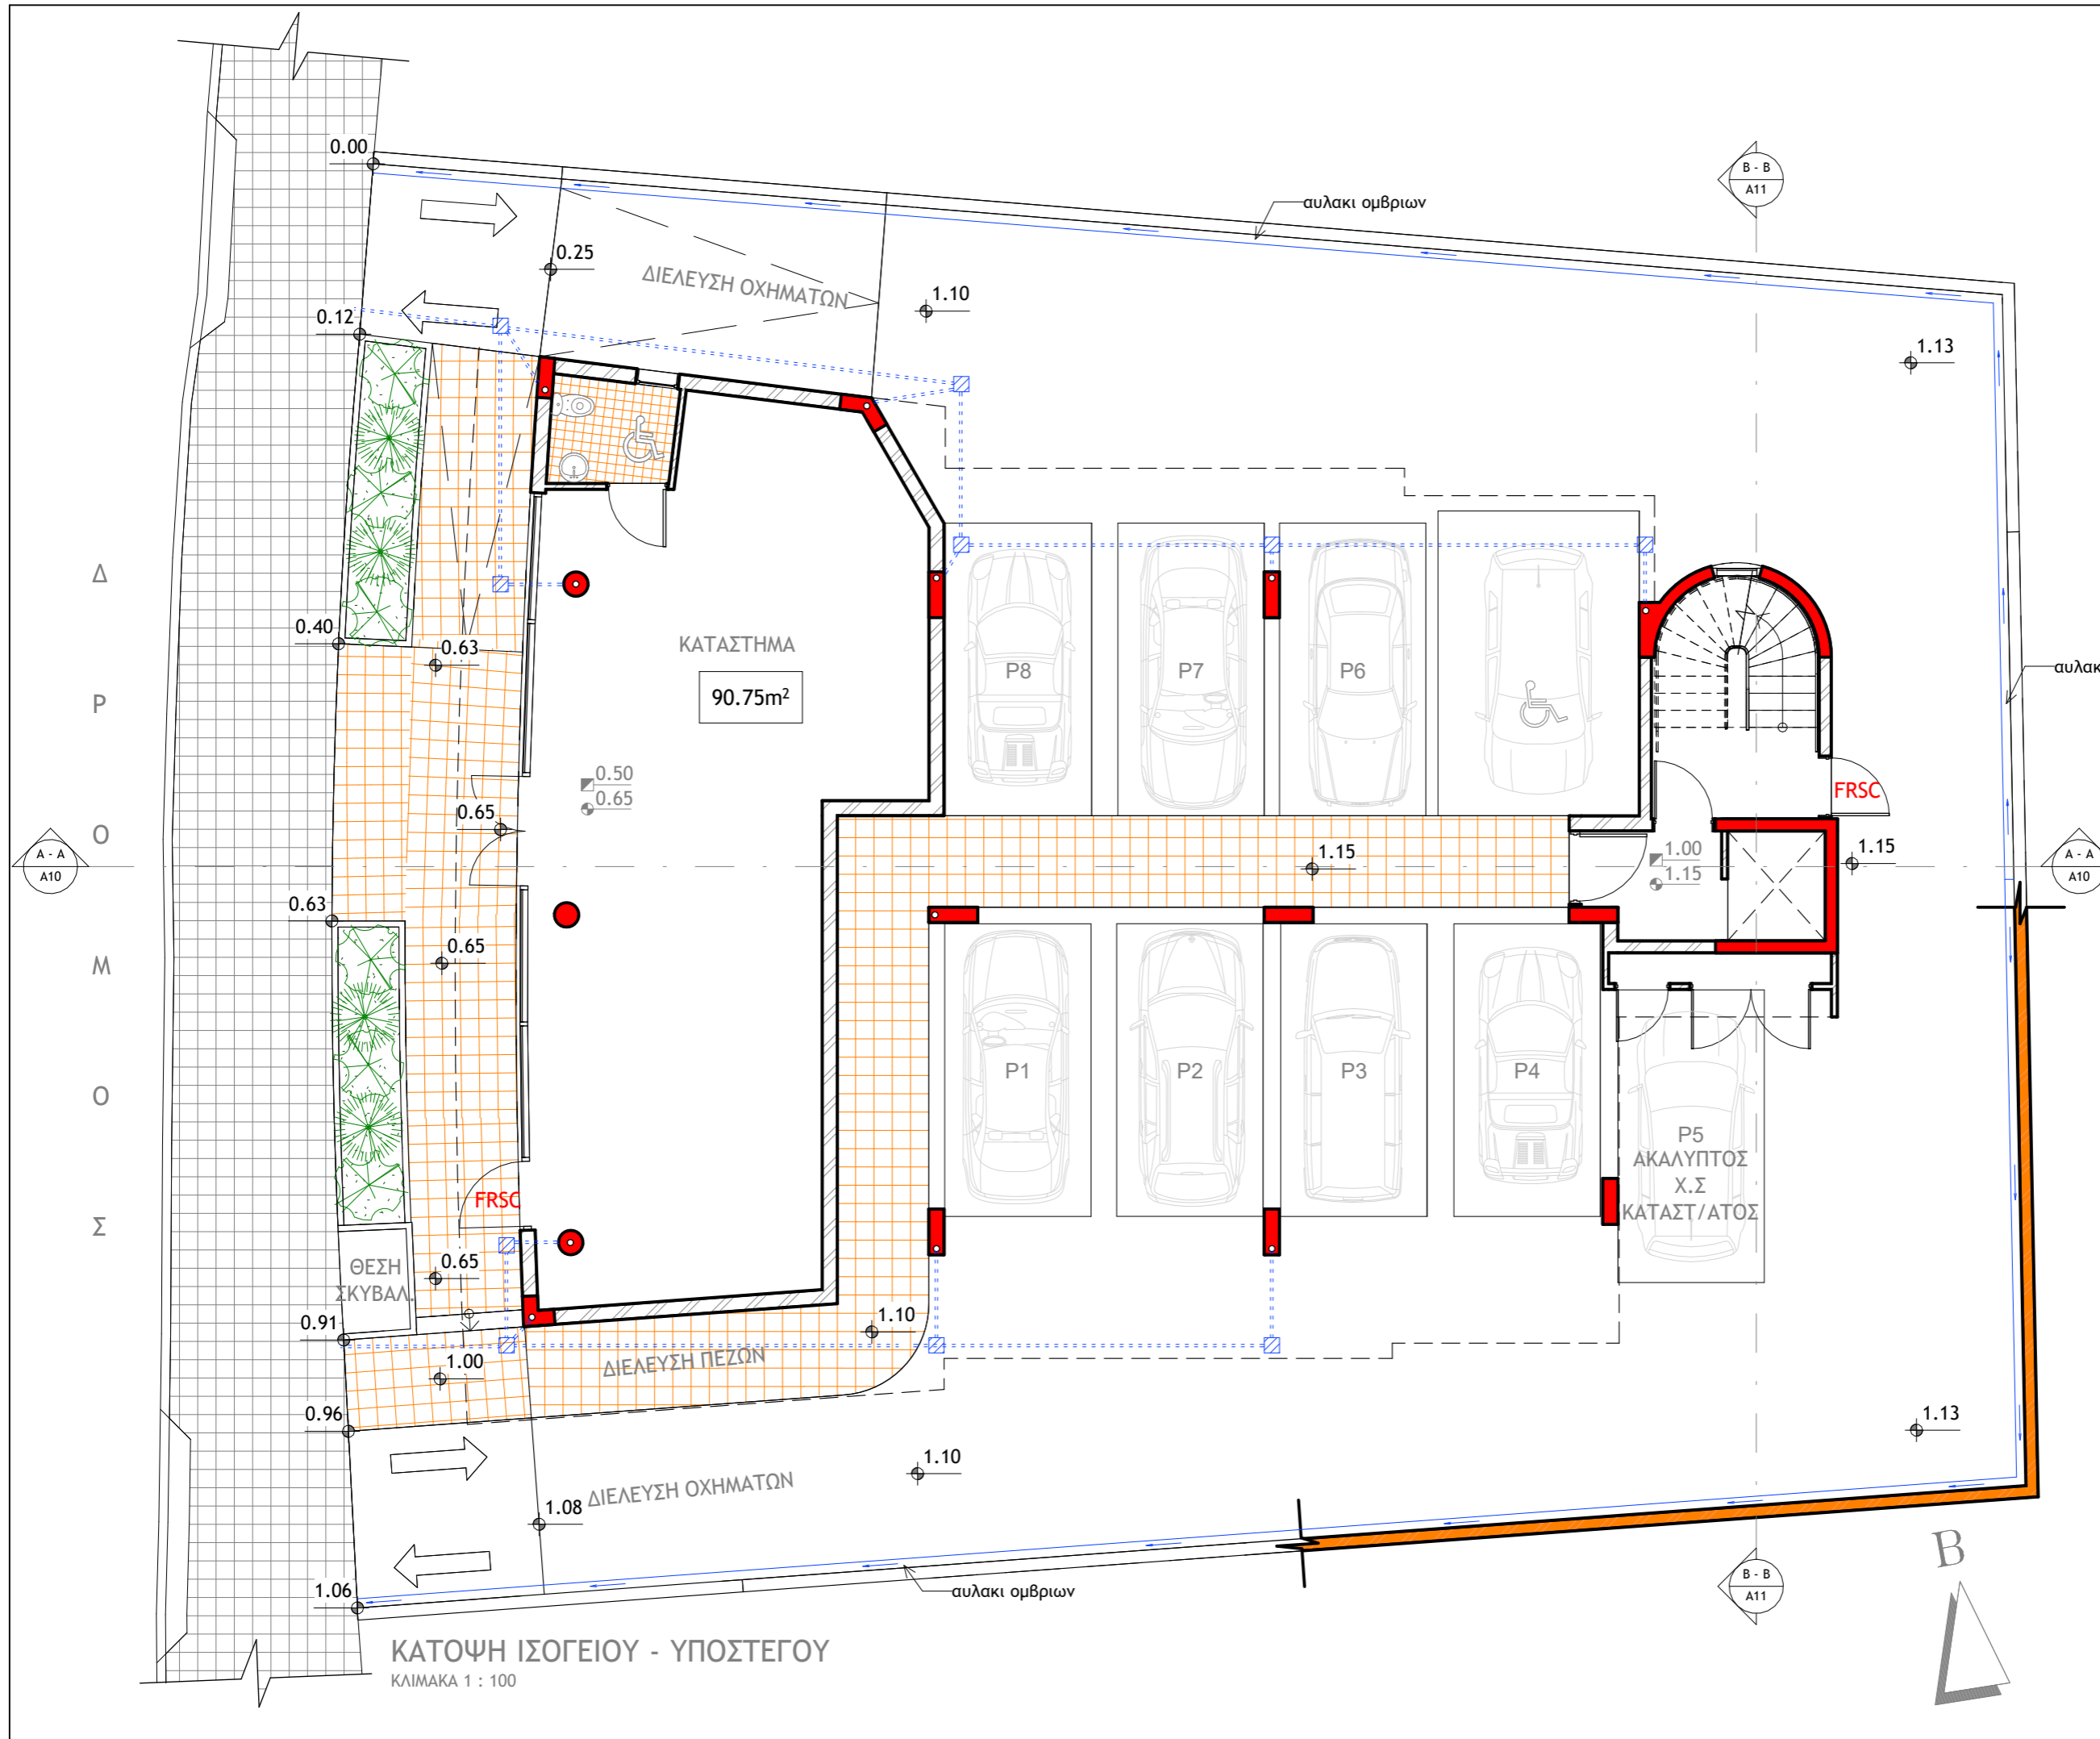 0.00
B - B
A11
αυλακι ομβριων
0.25
ΔΙΕΛΕΥΣΗ ΟΧΗΜΑΤΩΝ
1.10
0.12
1.13
Δ
Ρ
Ο
Μ
Ο
Σ
0.40
0.63
ΚΑΤΑΣΤΗΜΑ
90.75m²
P8
P7
P6
αυλακ
0.50
0.65
0.65
FRSC
A - A
A10
1.15
1.00
1.15
1.15
A - A
A10
0.63
0.65
P1
P2
P3
P4
P5
ΑΚΑΛΥΠΤΟΣ
Χ.Σ
ΚΑΤΑΣΤ/ΑΤΟΣ
FRSC
ΘΕΣΗ
ΣΚΥΒΑΛ.
0.65
0.91
1.10
1.00
ΔΙΕΛΕΥΣΗ ΠΕΖΩΝ
0.96
1.13
1.10
ΔΙΕΛΕΥΣΗ ΟΧΗΜΑΤΩΝ
1.08
1.06
αυλακι ομβριων
B - B
A11
Β
ΚΑΤΟΨΗ ΙΣΟΓΕΙΟΥ - ΥΠΟΣΤΕΓΟΥ
ΚΛΙΜΑΚΑ 1 : 100